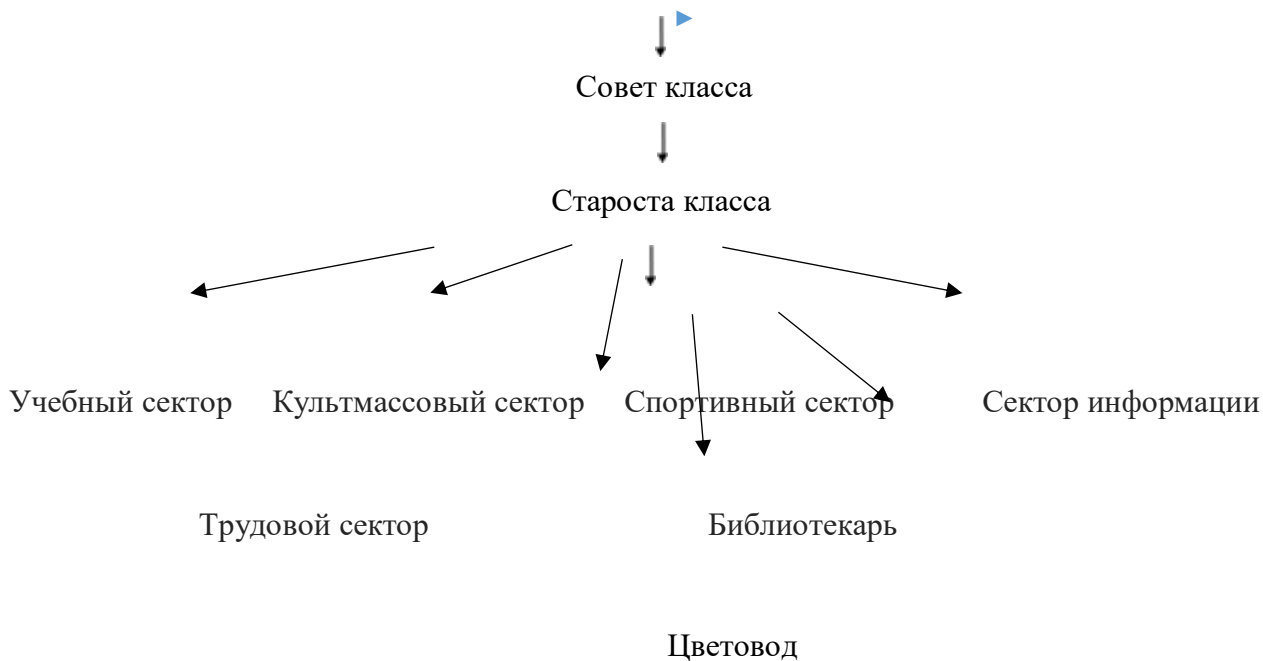 Совет класса
Староста класса
Учебный сектор Культмассовый сектор Спортивный сектор Сектор информации
Трудовой сектор Библиотекарь
Цветовод